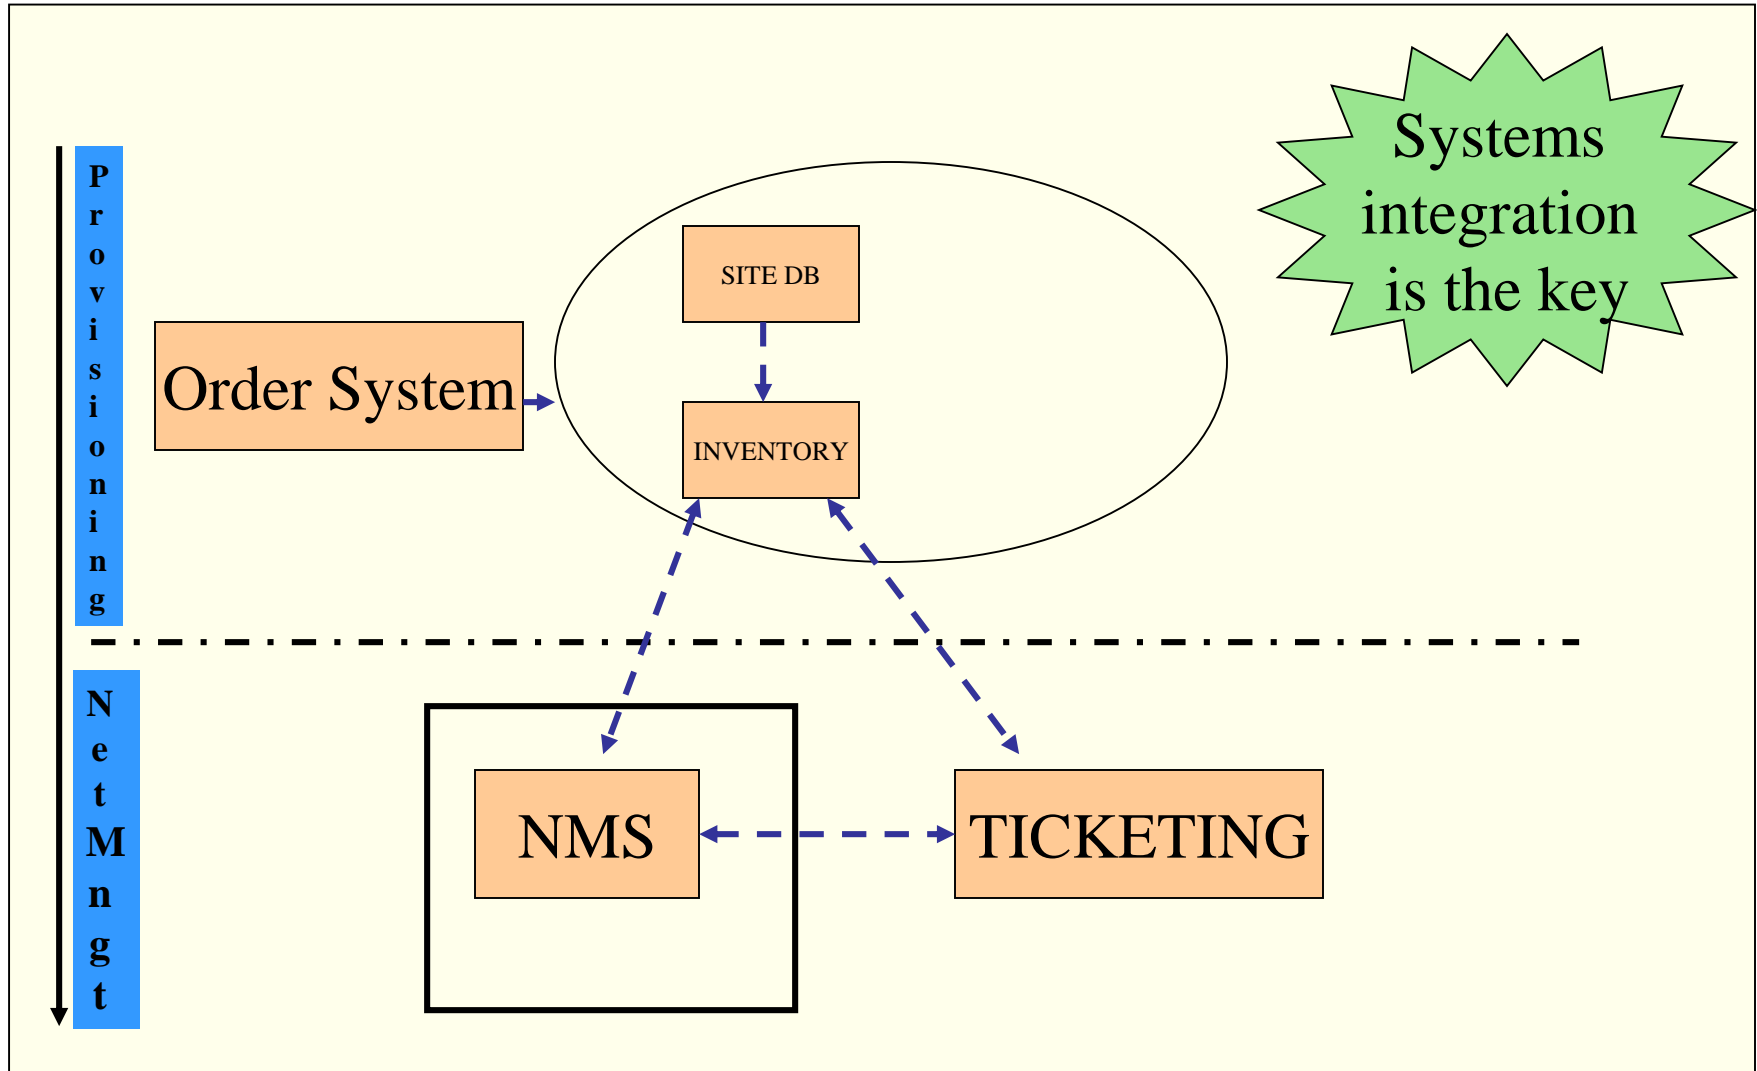 Systems
integration
is the key
Provisioning
SITE DB
Order System
INVENTORY
NetMngt
NMS
TICKETING